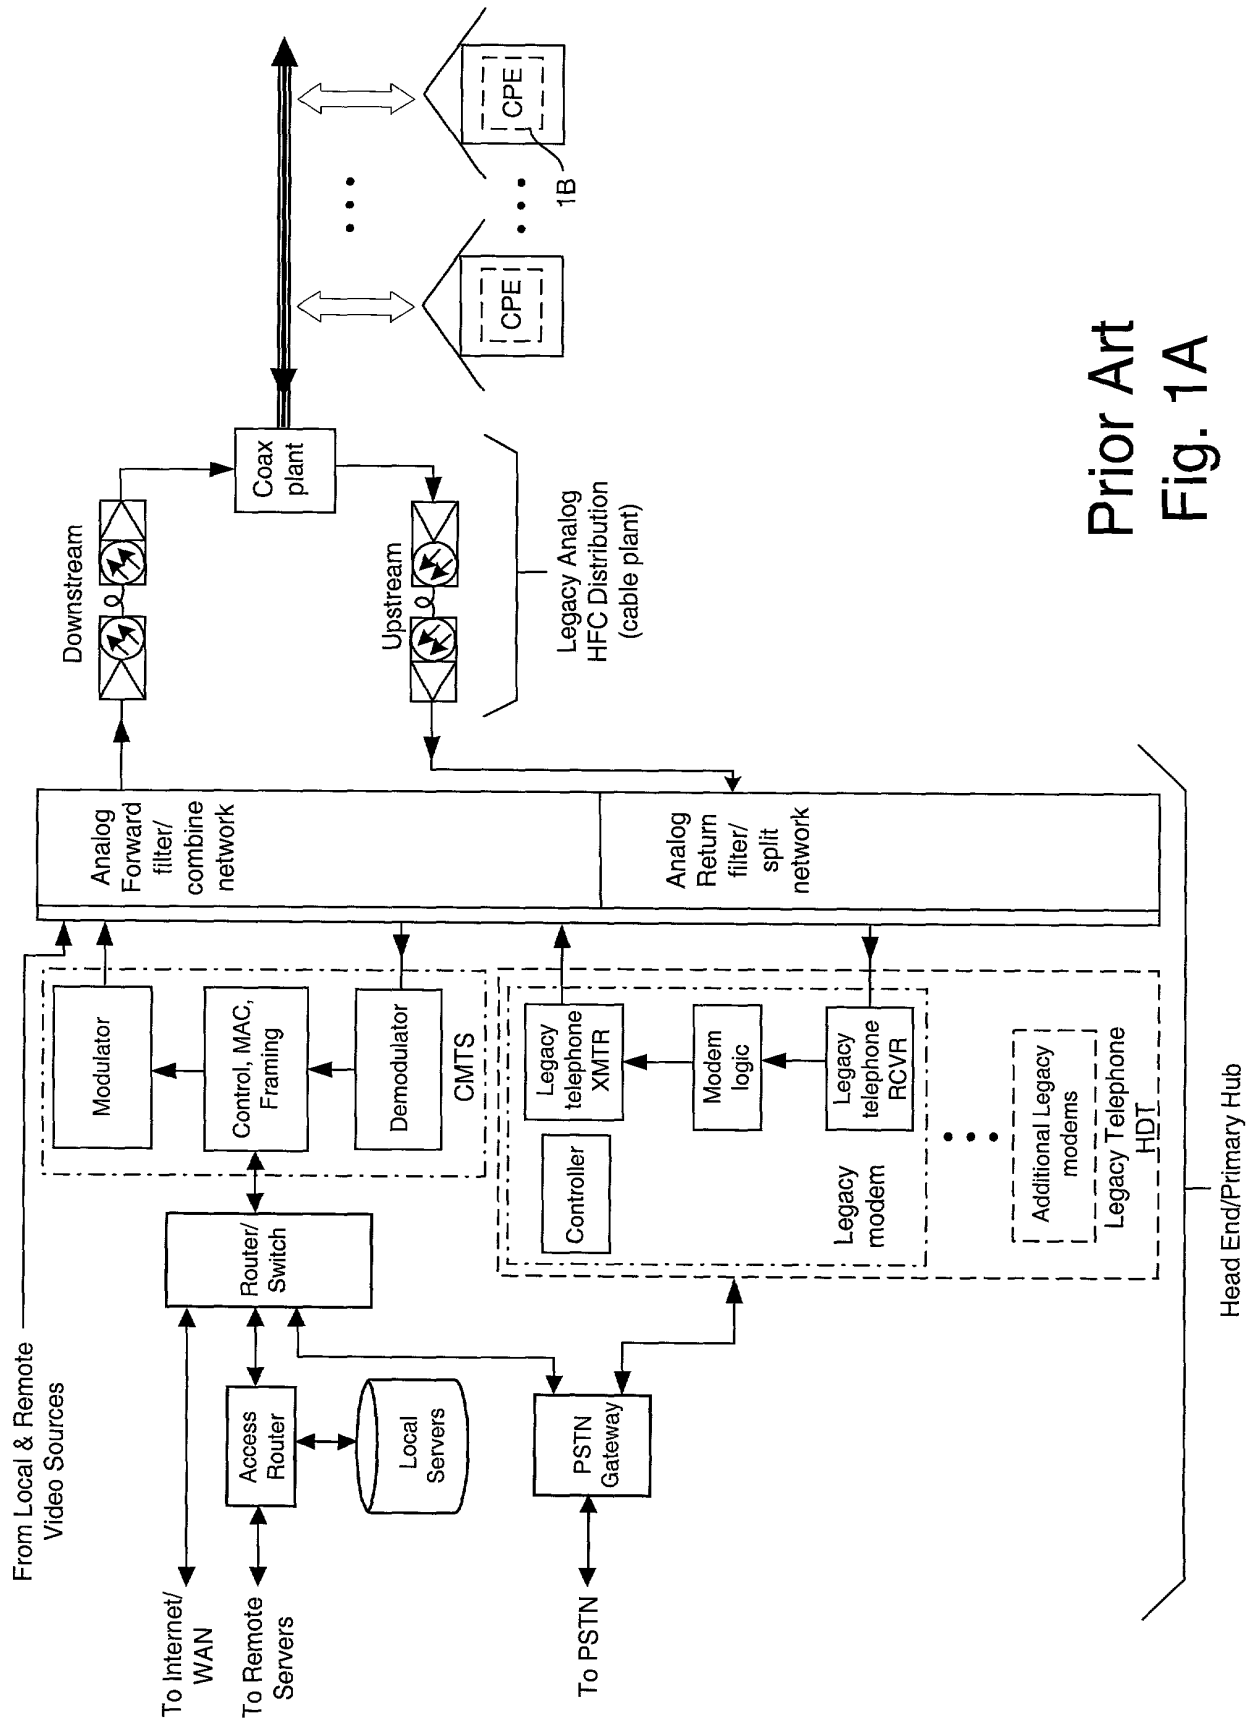 From Local & Remote
Video Sources
To Internet/
WAN
To Remote
Servers
To PSTN
Access
Router
Local
Servers
PSTN
Gateway
Router/
Switch
Modulator
Control, MAC,
Framing
Demodulator
CMTS
Controller
Legacy
telephone
XMTR
Modem
logic
Legacy
telephone
RCVR
Legacy
modem
Additional Legacy
modems
Legacy Telephone
HDT
Head End/Primary Hub
Analog
Forward
filter/
combine
network
Analog
Return
filter/
split
network
Downstream
Upstream
Coax
plant
Legacy Analog
HFC Distribution
(cable plant)
CPE
CPE
1B
Prior Art
Fig. 1A